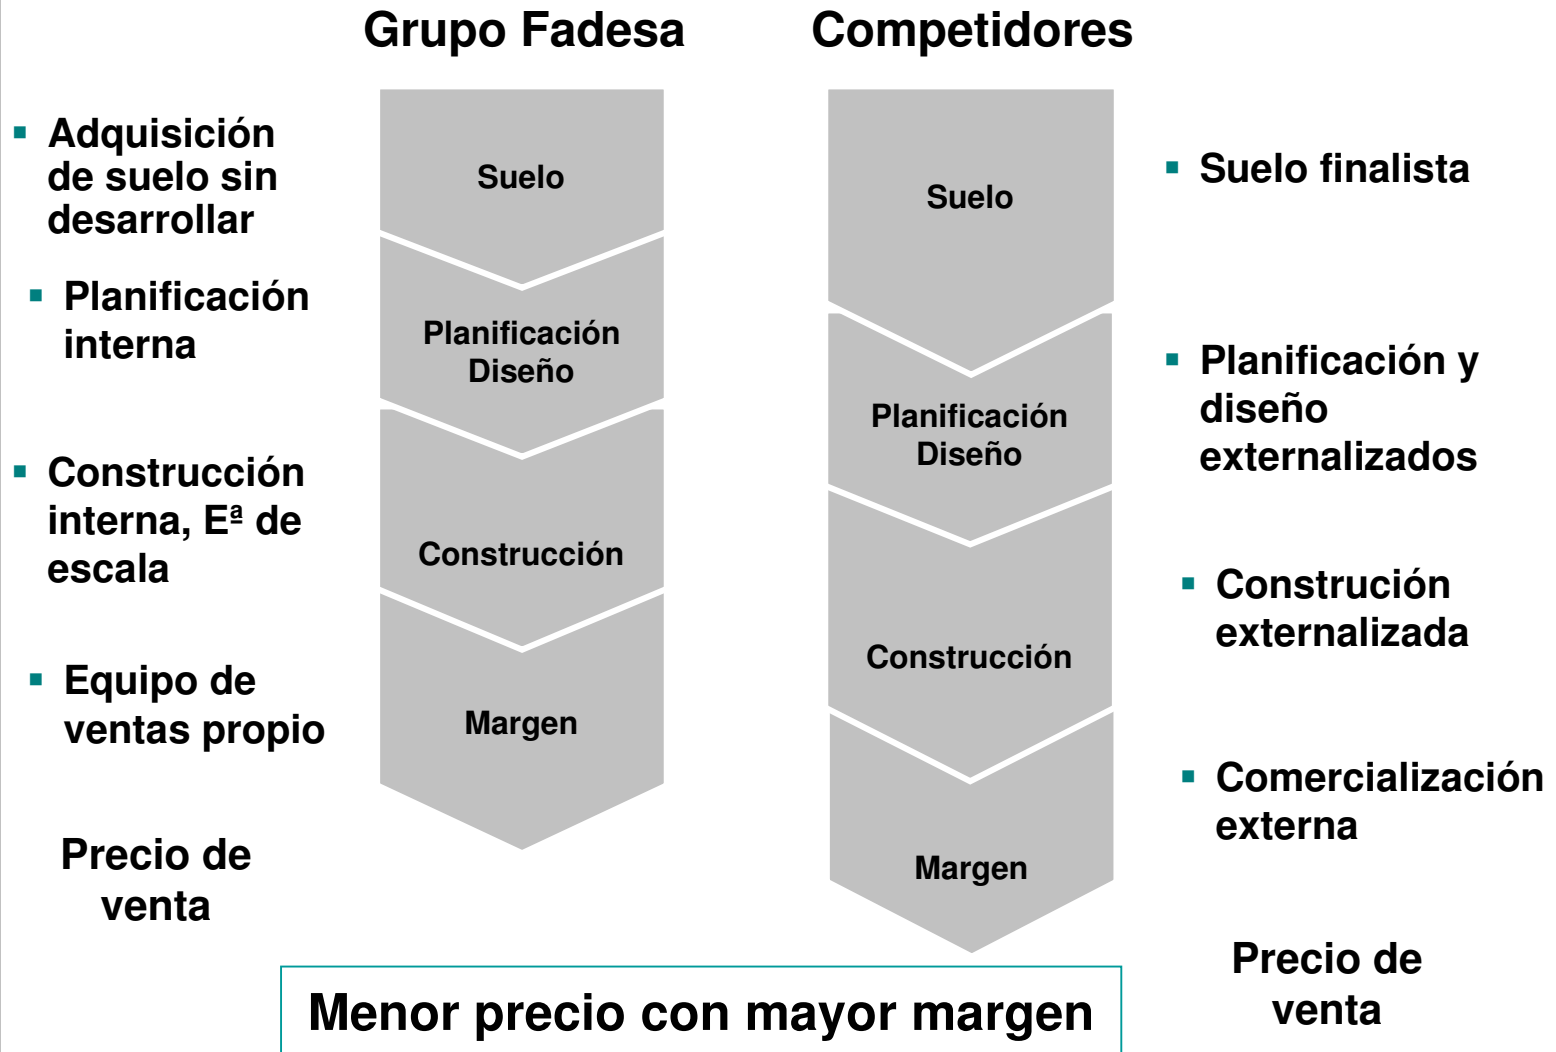 Grupo Fadesa
Competidores
Adquisición
de suelo sin
desarrollar
Planificación
interna
Construcción
interna, Eª de
escala
Equipo de
ventas propio
Precio de
venta
Suelo
Planificación
Diseño
Construcción
Margen
Suelo
Planificación
Diseño
Construcción
Margen
Suelo finalista
Planificación y
diseño
externalizados
Construción
externalizada
Comercialización
externa
Precio de
venta
Menor precio con mayor margen